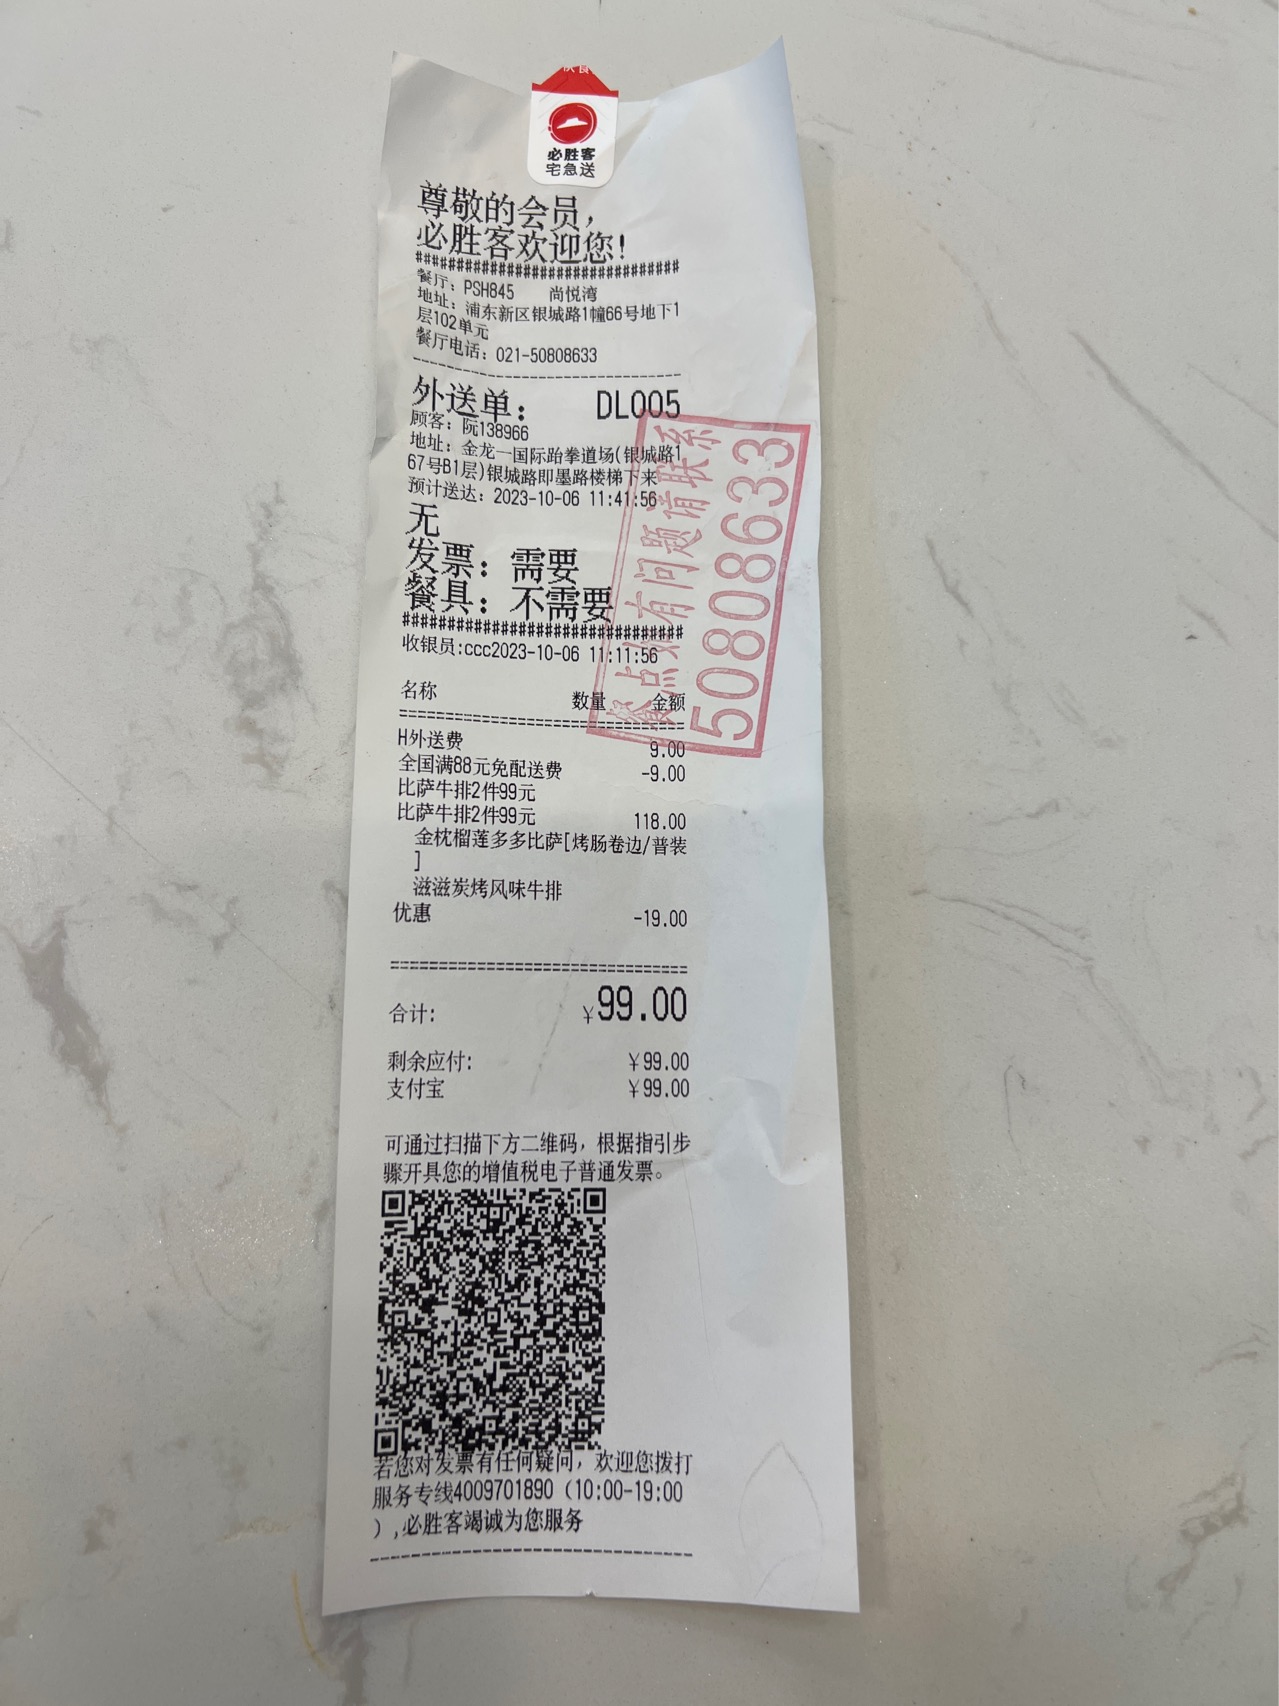 必胜客
宅急送
尊敬的会员，
必胜客欢迎您!
################################
餐厅: PSH845 尚悦湾
地址: 浦东新区银城路1幢66号地下1
层102单元
餐厅电话: 021-50808633
外送单: DL005
顾客: 阮138966
地址: 金龙一国际跆拳道场(银城路1
67号B1层)银城路即墨路楼梯下来
预计送达: 2023-10-06 11:41:56
无
发票: 需要
餐具: 不需要
################################
收银员:ccc2023-10-06 11:11:56
名称 数量 金额
H外送费 9.00
全国满88元免配送费 -9.00
比萨牛排2件99元
比萨牛排2件99元 118.00
金枕榴莲多多比萨[烤肠卷边/普装
]
滋滋炭烤风味牛排
优惠 -19.00
合计: ¥99.00
剩余应付: ¥99.00
支付宝 ¥99.00
可通过扫描下方二维码，根据指引步
骤开具您的增值税电子普通发票。
若您对发票有任何疑问，欢迎您拨打
服务专线4009701890（10:00-19:00
）,必胜客竭诚为您服务
餐点如有问题请联系
50808633